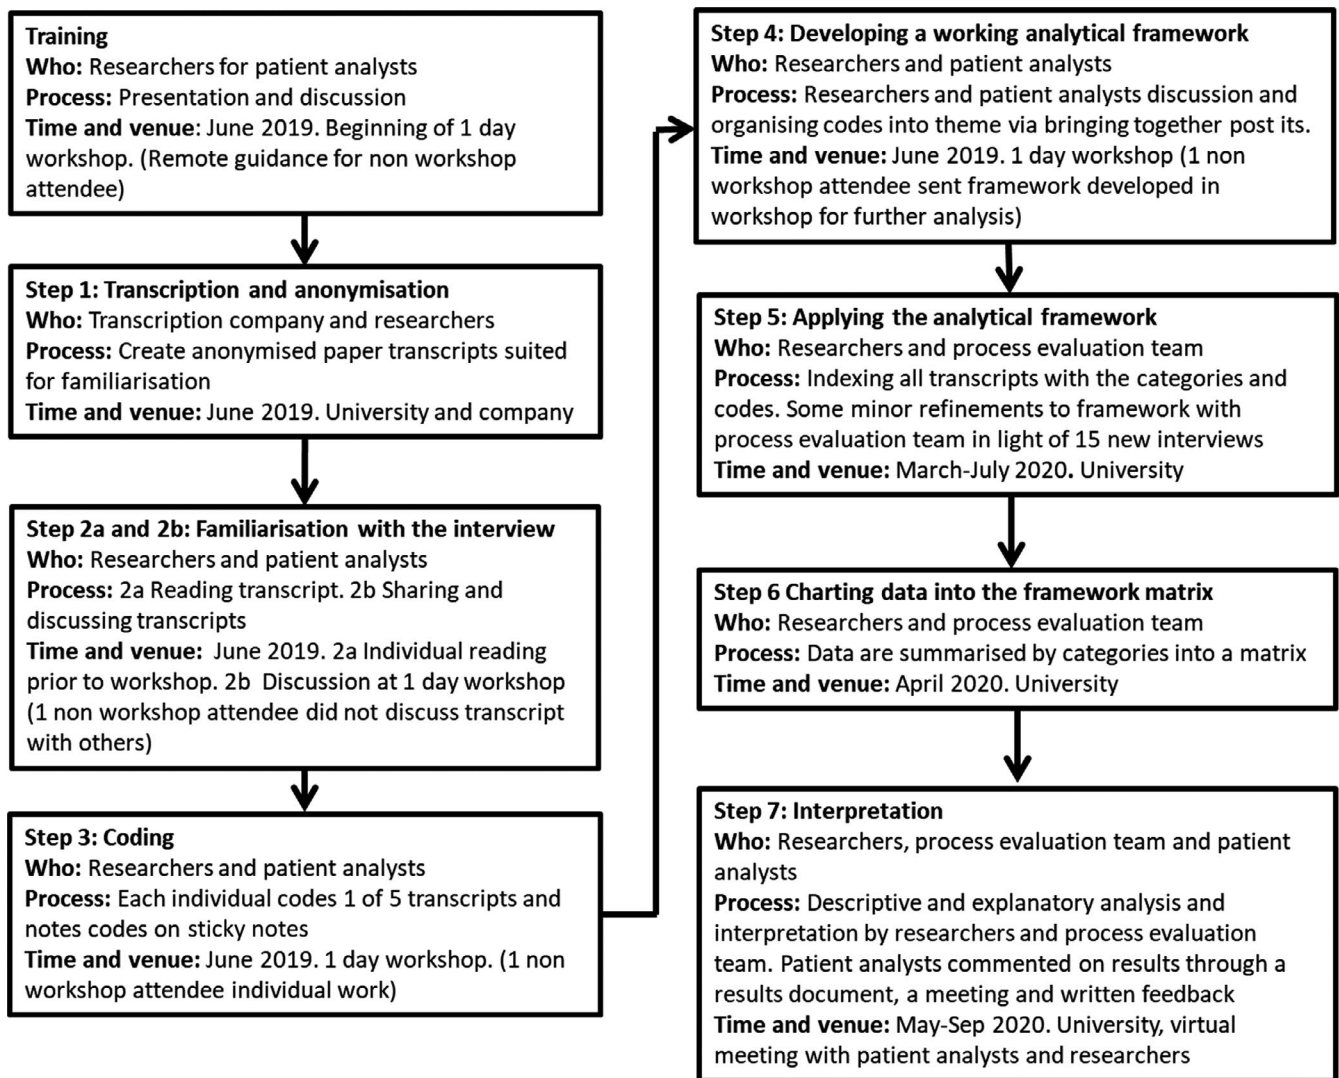 Training
Who: Researchers for patient analysts
Process: Presentation and discussion
Time and venue: June 2019. Beginning of 1 day
workshop. (Remote guidance for non workshop
attendee)
Step 1: Transcription and anonymisation
Who: Transcription company and researchers
Process: Create anonymised paper transcripts suited
for familiarisation
Time and venue: June 2019. University and company
Step 2a and 2b: Familiarisation with the interview
Who: Researchers and patient analysts
Process: 2a Reading transcript. 2b Sharing and
discussing transcripts
Time and venue: June 2019. 2a Individual reading
prior to workshop. 2b Discussion at 1 day workshop
(1 non workshop attendee did not discuss transcript
with others)
Step 3: Coding
Who: Researchers and patient analysts
Process: Each individual codes 1 of 5 transcripts and
notes codes on sticky notes
Time and venue: June 2019. 1 day workshop. (1 non
workshop attendee individual work)
Step 4: Developing a working analytical framework
Who: Researchers and patient analysts
Process: Researchers and patient analysts discussion and
organising codes into theme via bringing together post its.
Time and venue: June 2019. 1 day workshop (1 non
workshop attendee sent framework developed in
workshop for further analysis)
Step 5: Applying the analytical framework
Who: Researchers and process evaluation team
Process: Indexing all transcripts with the categories and
codes. Some minor refinements to framework with
process evaluation team in light of 15 new interviews
Time and venue: March-July 2020. University
Step 6 Charting data into the framework matrix
Who: Researchers and process evaluation team
Process: Data are summarised by categories into a matrix
Time and venue: April 2020. University
Step 7: Interpretation
Who: Researchers, process evaluation team and patient
analysts
Process: Descriptive and explanatory analysis and
interpretation by researchers and process evaluation
team. Patient analysts commented on results through a
results document, a meeting and written feedback
Time and venue: May-Sep 2020. University, virtual
meeting with patient analysts and researchers